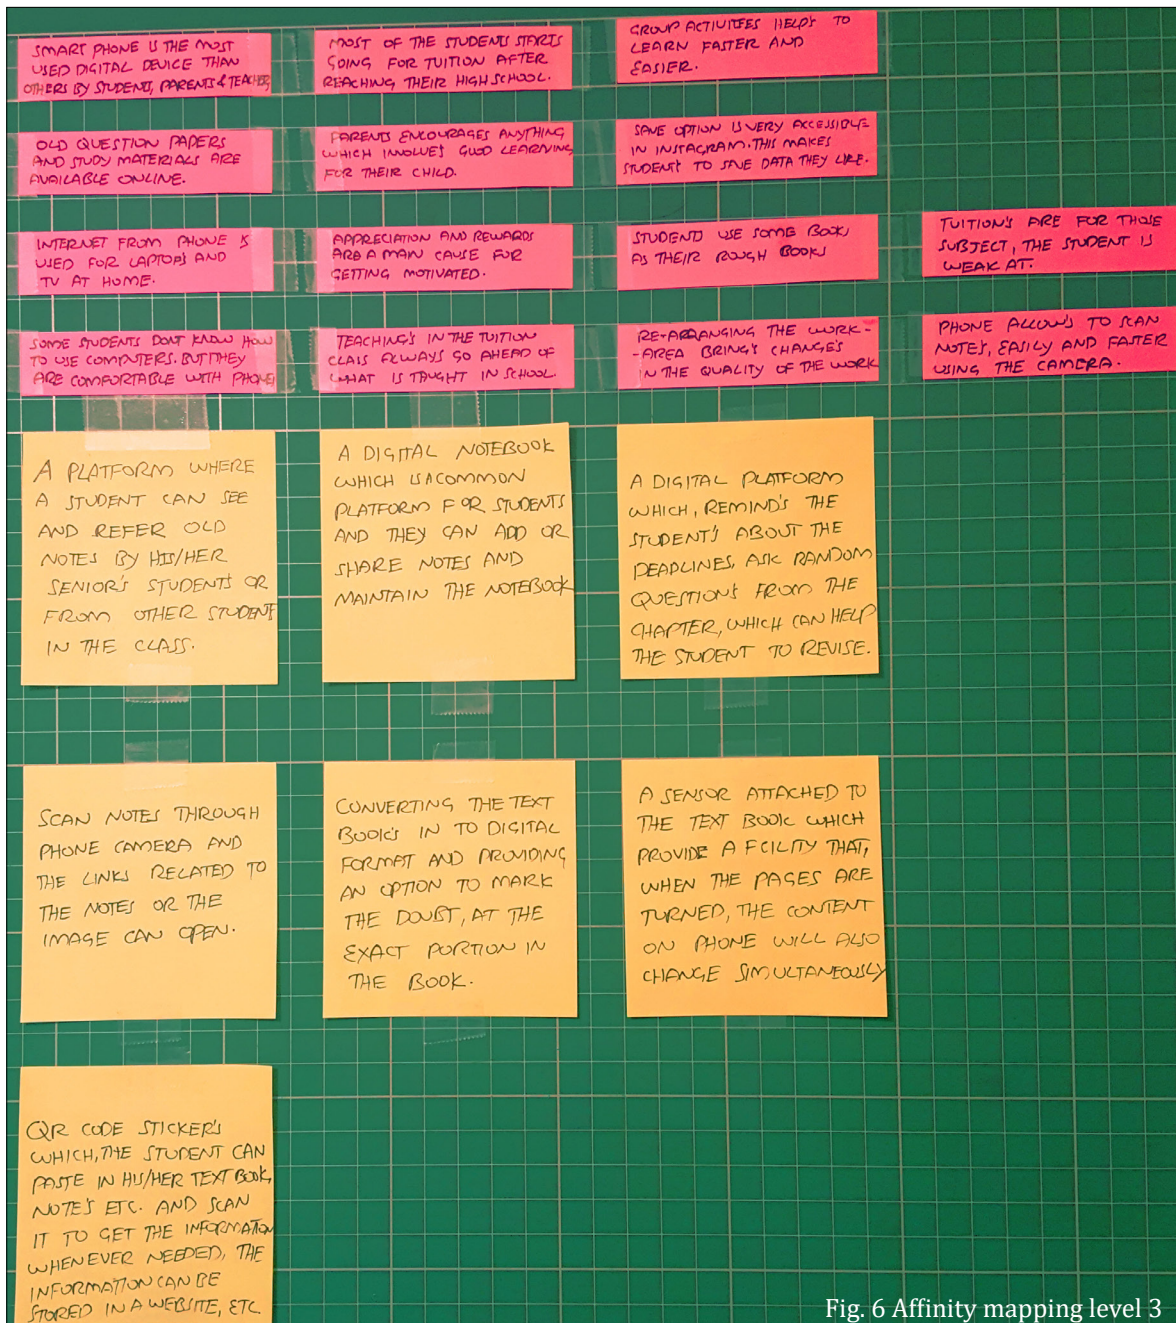 SMART PHONE IS THE MOST
USED DIGITAL DEVICE THAN
OTHERS BY STUDENTS, PARENTS & TEACHER,
MOST OF THE STUDENTS STARTS
GOING FOR TUITION AFTER
REACHING THEIR HIGH SCHOOL.
GROUP ACTIVITIES HELP'S TO
LEARN FASTER AND
EASIER.
OLD QUESTION PAPERS
AND STUDY MATERIALS ARE
AVAILABLE ONLINE.
PARENTS ENCOURAGES ANYTHING
WHICH INVOLVES GOOD LEARNING
FOR THEIR CHILD.
SAVE OPTION IS VERY ACCESSIBLE
IN INSTAGRAM. THIS MAKES
STUDENTS TO SAVE DATA THEY LIKE.
INTERNET FROM PHONE IS
USED FOR LAPTOPS AND
TV AT HOME.
APPRECIATION AND REWARDS
ARE A MAIN CAUSE FOR
GETTING MOTIVATED.
STUDENTS USE SOME BOOKS
AS THEIR ROUGH BOOKS
TUITION'S ARE FOR THOSE
SUBJECT, THE STUDENT IS
WEAK AT.
SOME STUDENTS DONT KNOW HOW
TO USE COMPUTERS. BUT THEY
ARE COMFORTABLE WITH PHONE
TEACHING'S IN THE TUITION
CLASS ALWAYS GO AHEAD OF
WHAT IS TAUGHT IN SCHOOL.
RE-ARRANGING THE WORK-
-AREA BRING'S CHANGE'S
IN THE QUALITY OF THE WORK
PHONE ALLOW'S TO SCAN
NOTES, EASILY AND FASTER
USING THE CAMERA.
A PLATFORM WHERE
A STUDENT CAN SEE
AND REFER OLD
NOTES BY HIS/HER
SENIOR'S STUDENTS OR
FROM OTHER STUDENT
IN THE CLASS.
A DIGITAL NOTEBOOK
WHICH IS A COMMON
PLATFORM FOR STUDENTS
AND THEY CAN ADD OR
SHARE NOTES AND
MAINTAIN THE NOTEBOOK
A DIGITAL PLATFORM
WHICH, REMIND'S THE
STUDENT'S ABOUT THE
DEADLINES, ASK RANDOM
QUESTIONS FROM THE
CHAPTER, WHICH CAN HELP
THE STUDENT TO REVISE.
SCAN NOTES THROUGH
PHONE CAMERA AND
THE LINKS RELATED TO
THE NOTES OR THE
IMAGE CAN OPEN.
CONVERTING THE TEXT
BOOK'S IN TO DIGITAL
FORMAT AND PROVIDING
AN OPTION TO MARK
THE DOUBT, AT THE
EXACT PORTION IN
THE BOOK.
A SENSOR ATTACHED TO
THE TEXT BOOK WHICH
PROVIDE A FCILITY THAT,
WHEN THE PAGES ARE
TURNED, THE CONTENT
ON PHONE WILL ALSO
CHANGE SIMULTANEOUSLY
QR CODE STICKER'S
WHICH, THE STUDENT CAN
PASTE IN HIS/HER TEXT BOOK,
NOTE'S ETC. AND SCAN
IT TO GET THE INFORMATION
WHENEVER NEEDED, THE
INFORMATION CAN BE
STORED IN A WEBSITE, ETC
Fig. 6 Affinity mapping level 3